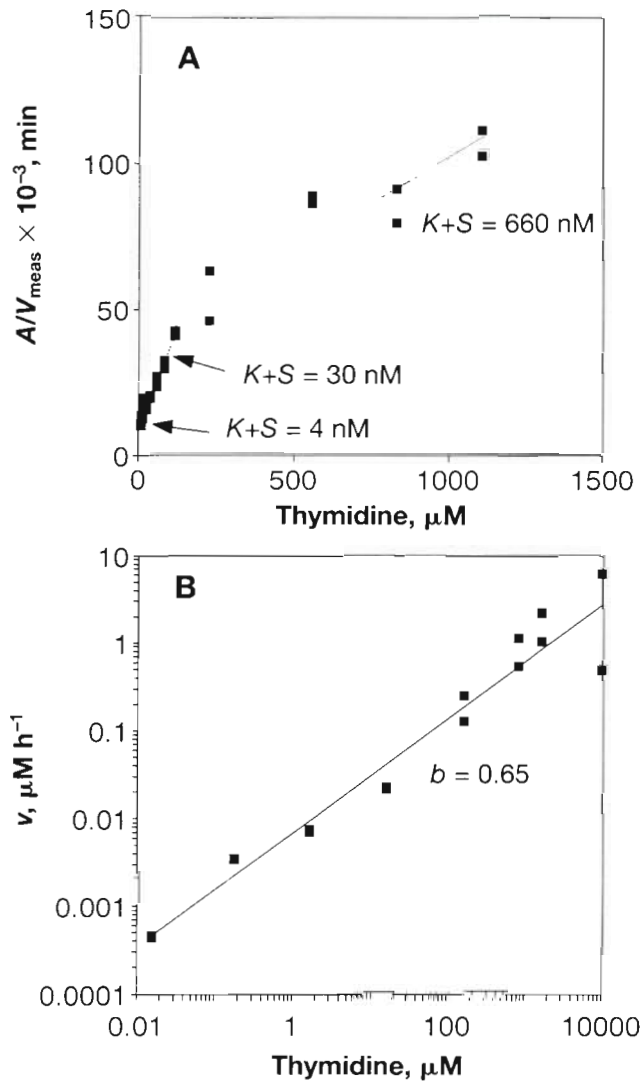 A
150
100
50
0
A/Vmeas × 10⁻³, min
K+S = 660 nM
K+S = 30 nM
K+S = 4 nM
0 500 1000 1500
Thymidine, μM
B
10
1
0.1
0.01
0.001
0.0001
v, μM h⁻¹
b = 0.65
0.01 1 100 10000
Thymidine, μM